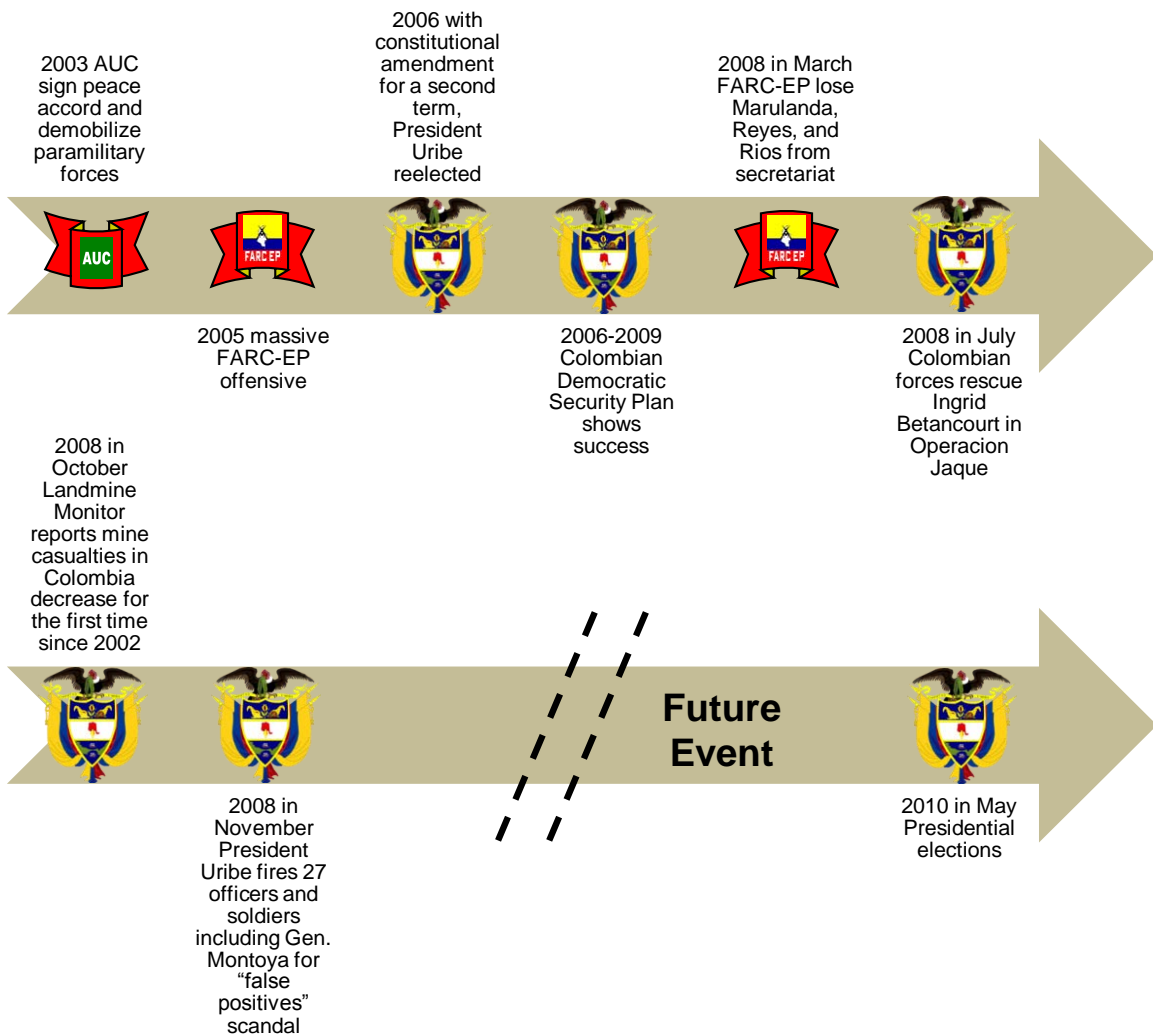 2003 AUC
sign peace
accord and
demobilize
paramilitary
forces
2006 with
constitutional
amendment
for a second
term,
President
Uribe
reelected
2008 in March
FARC-EP lose
Marulanda,
Reyes, and
Rios from
secretariat
AUC
FARC EP
FARC EP
2005 massive
FARC-EP
offensive
2006-2009
Colombian
Democratic
Security Plan
shows
success
2008 in July
Colombian
forces rescue
Ingrid
Betancourt in
Operacion
Jaque
2008 in
October
Landmine
Monitor
reports mine
casualties in
Colombia
decrease for
the first time
since 2002
Future
Event
2008 in
November
President
Uribe fires 27
officers and
soldiers
including Gen.
Montoya for
“false
positives”
scandal
2010 in May
Presidential
elections